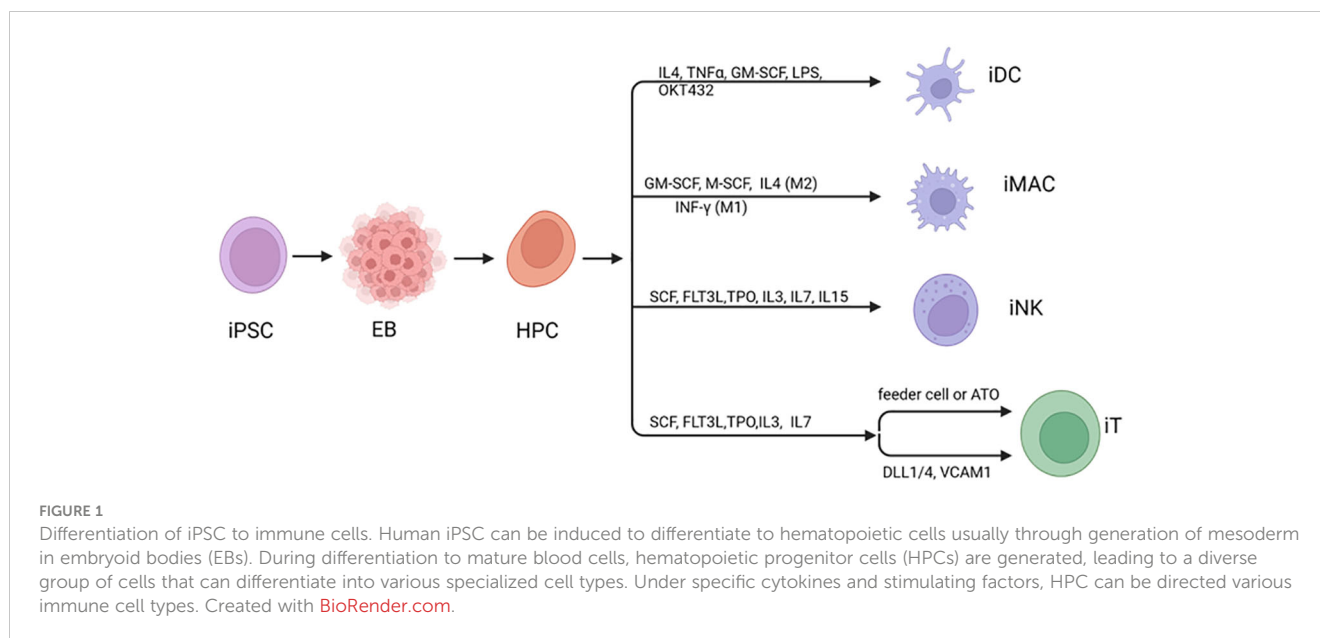 IL4, TNFα, GM-SCF, LPS,
OKT432
iDC
GM-SCF, M-SCF, IL4 (M2)
INF-γ (M1)
iMAC
iPSC
EB
HPC
SCF, FLT3L,TPO, IL3, IL7, IL15
iNK
SCF, FLT3L,TPO,IL3, IL7
feeder cell or ATO
DLL1/4, VCAM1
iT
FIGURE 1
Differentiation of iPSC to immune cells. Human iPSC can be induced to differentiate to hematopoietic cells usually through generation of mesoderm
in embryoid bodies (EBs). During differentiation to mature blood cells, hematopoietic progenitor cells (HPCs) are generated, leading to a diverse
group of cells that can differentiate into various specialized cell types. Under specific cytokines and stimulating factors, HPC can be directed various
immune cell types. Created with BioRender.com.